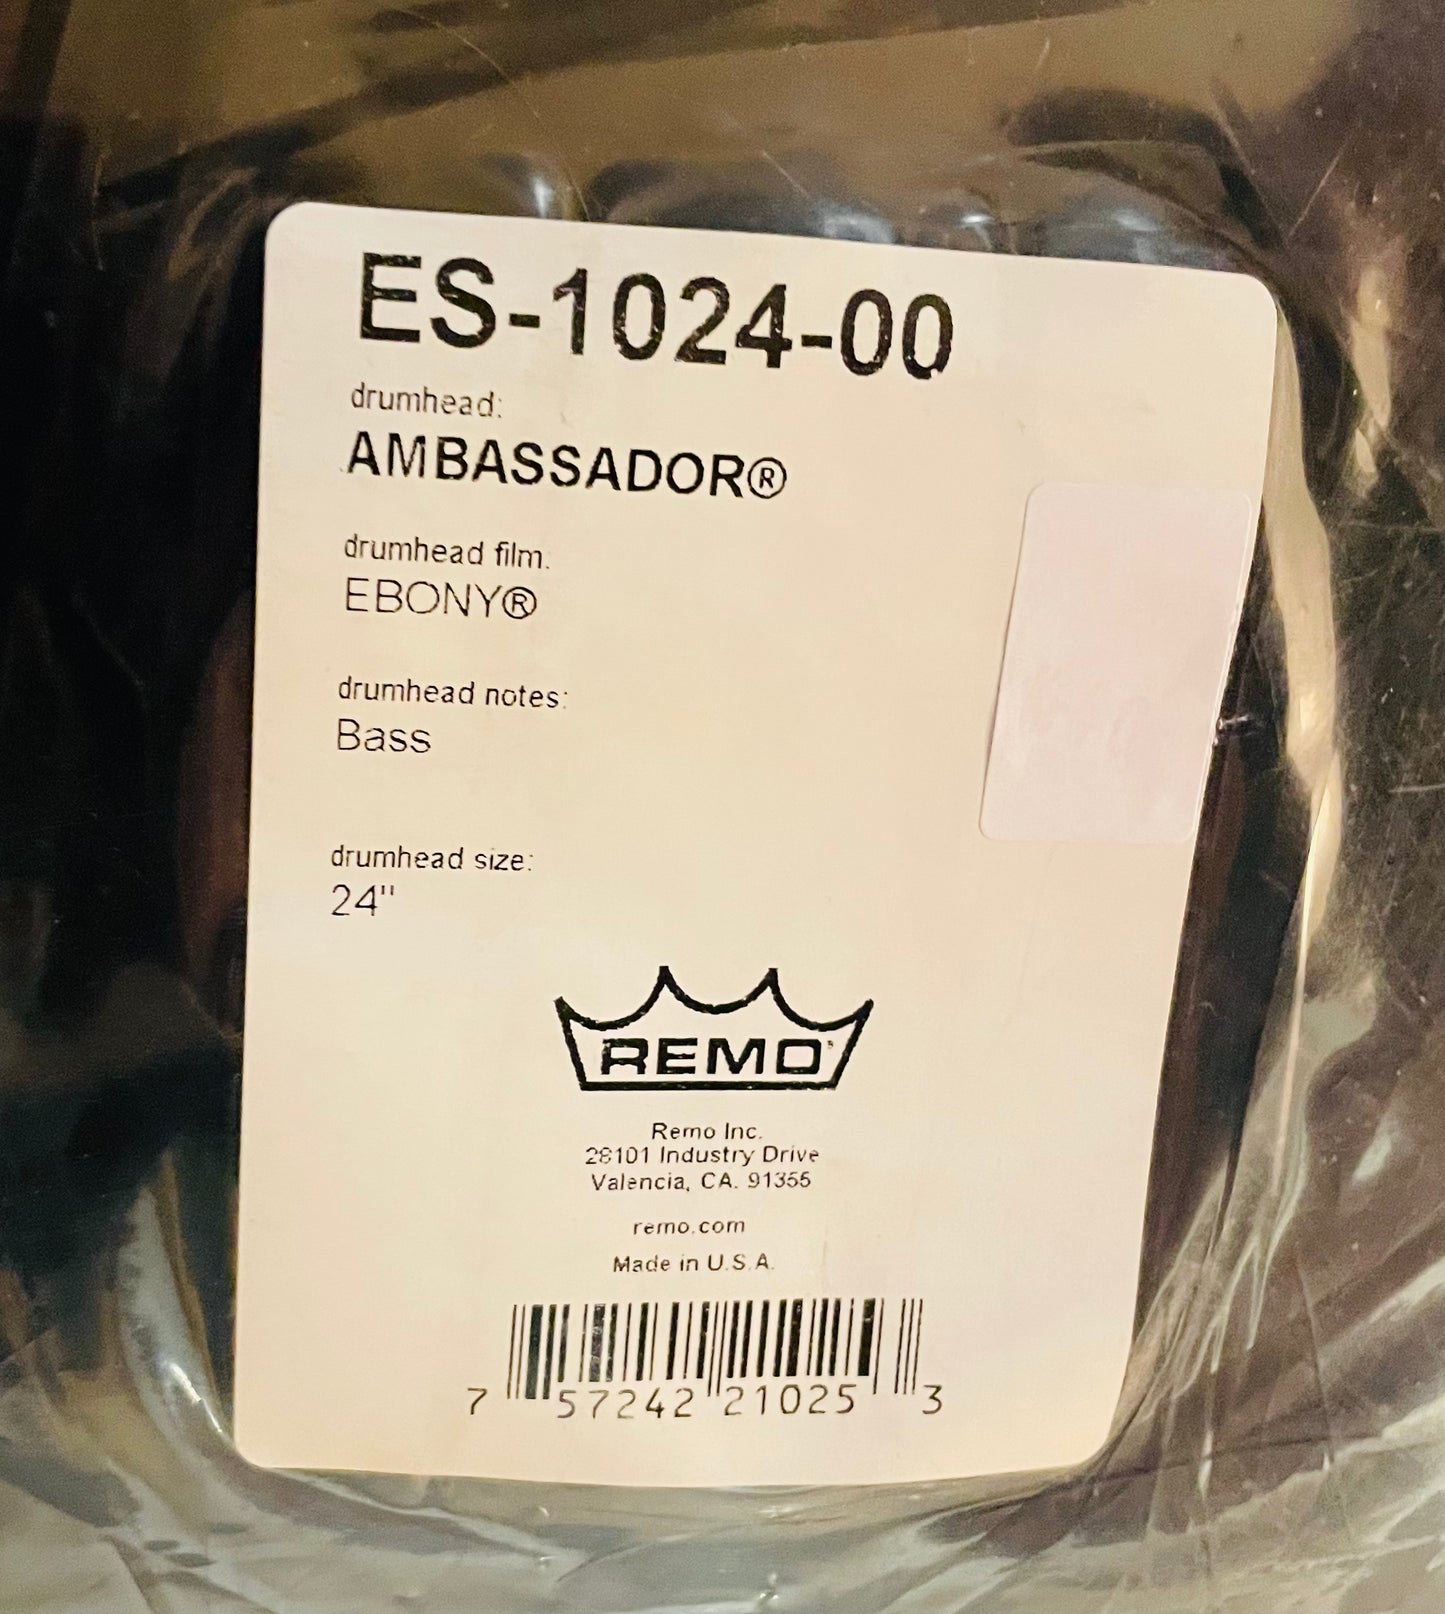 ES-1024-00
drumhead:
AMBASSADOR®
drumhead film:
EBONY®
drumhead notes:
Bass
drumhead size:
24"
REMO
Remo Inc.
28101 Industry Drive
Valencia, CA. 91355
remo.com
Made in U.S.A.
7 57242 21025 3